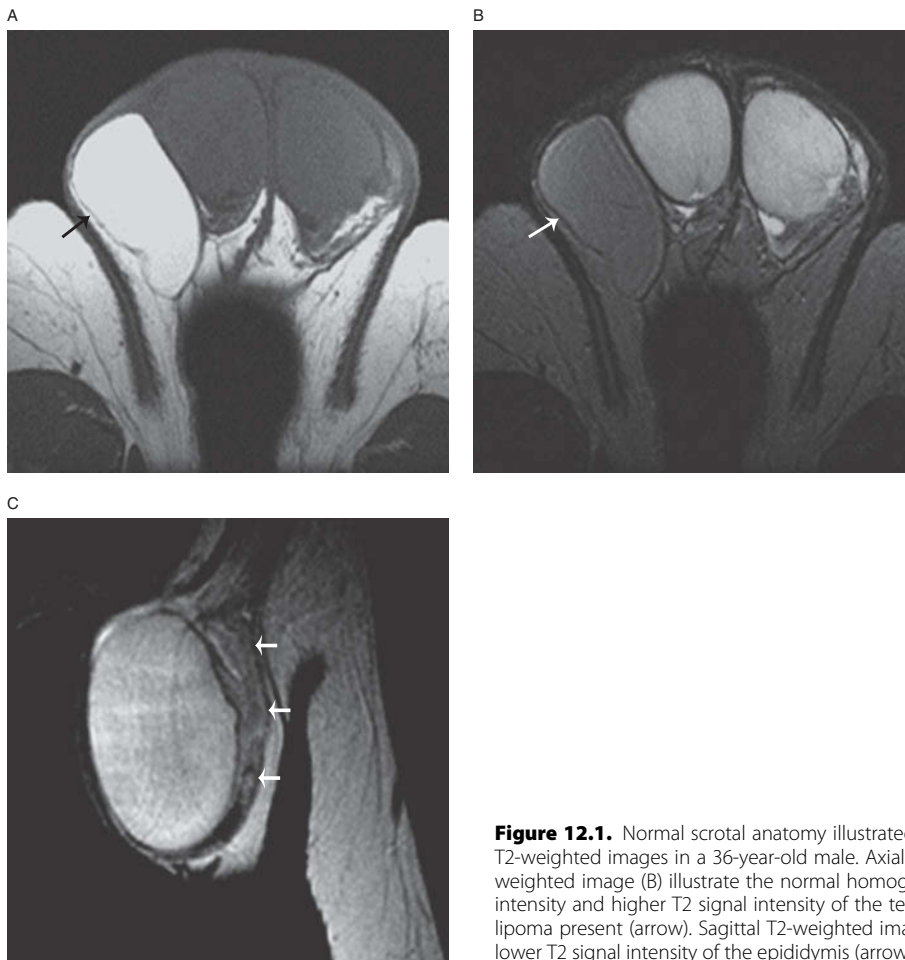 A
B
C
Figure 12.1. Normal scrotal anatomy illustrated
T2-weighted images in a 36-year-old male. Axial
weighted image (B) illustrate the normal homog
intensity and higher T2 signal intensity of the te
lipoma present (arrow). Sagittal T2-weighted ima
lower T2 signal intensity of the epididymis (arrow